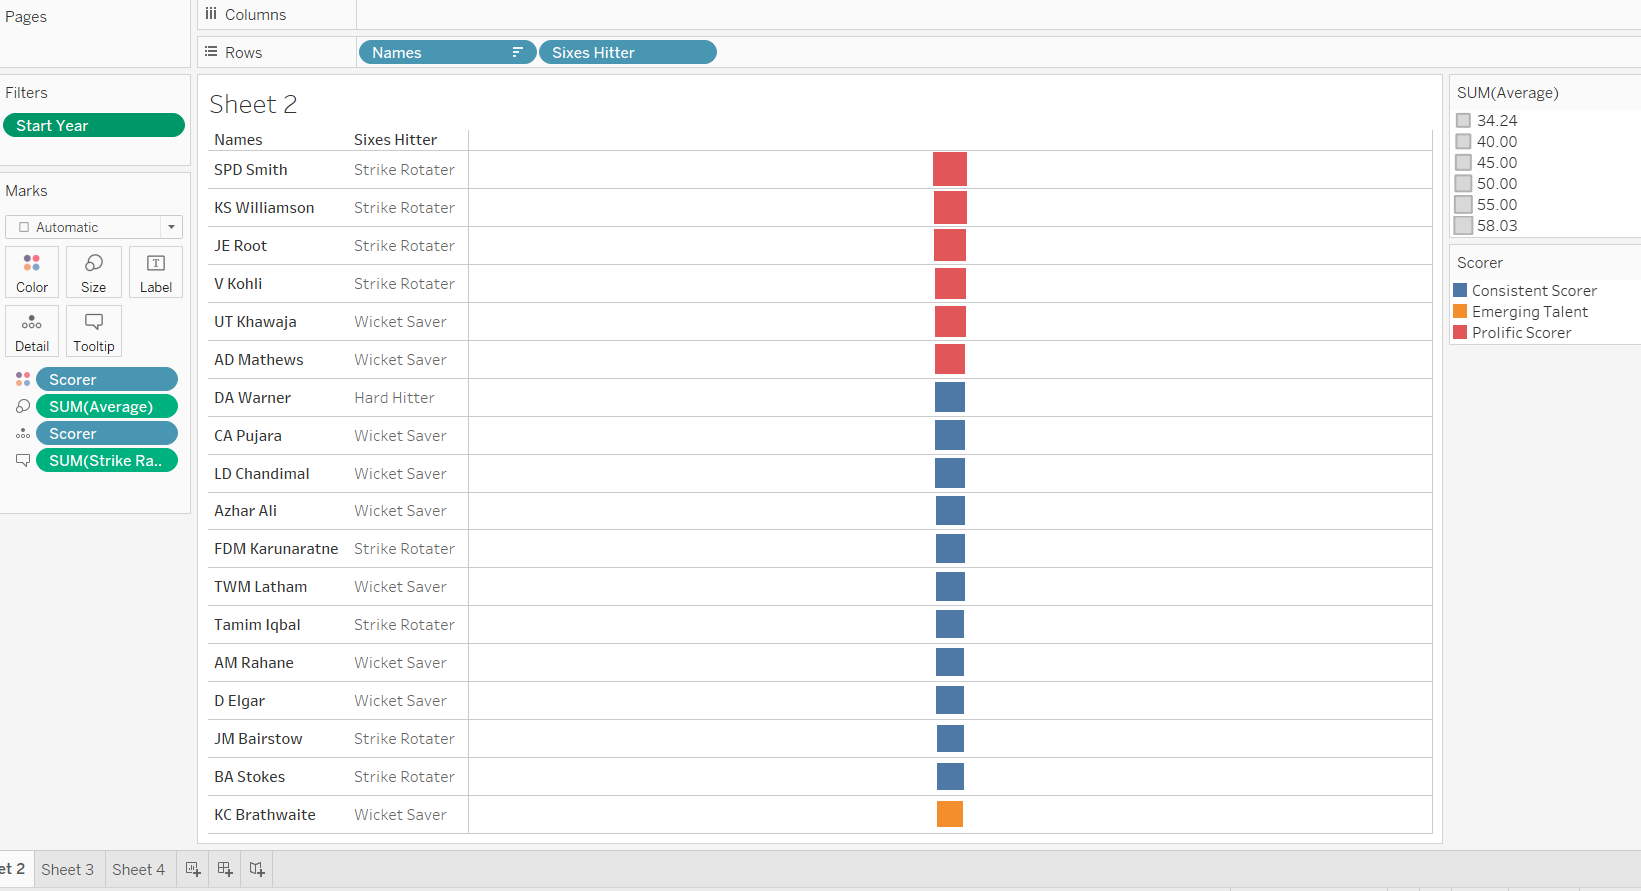 Pages
Columns
Rows
Names
Sixes Hitter
Filters
Start Year
Marks
Automatic
Color
Size
Label
Detail
Tooltip
Scorer
SUM(Average)
Scorer
SUM(Strike Ra..
Sheet 2
Names Sixes Hitter
SPD Smith Strike Rotater
KS Williamson Strike Rotater
JE Root Strike Rotater
V Kohli Strike Rotater
UT Khawaja Wicket Saver
AD Mathews Wicket Saver
DA Warner Hard Hitter
CA Pujara Wicket Saver
LD Chandimal Wicket Saver
Azhar Ali Wicket Saver
FDM Karunaratne Strike Rotater
TWM Latham Wicket Saver
Tamim Iqbal Strike Rotater
AM Rahane Wicket Saver
D Elgar Wicket Saver
JM Bairstow Strike Rotater
BA Stokes Strike Rotater
KC Brathwaite Wicket Saver
SUM(Average)
34.24
40.00
45.00
50.00
55.00
58.03
Scorer
Consistent Scorer
Emerging Talent
Prolific Scorer
et 2
Sheet 3
Sheet 4